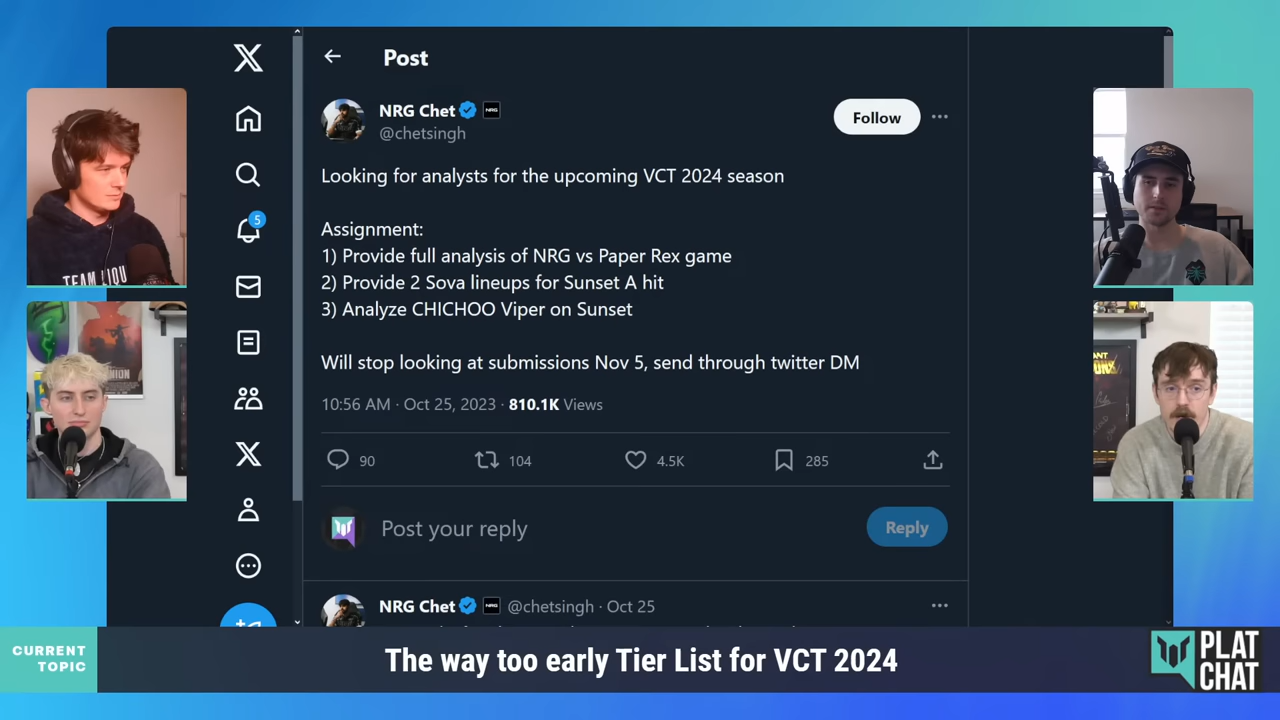 Post
NRG Chet
NRG
@chetsingh
Follow
Looking for analysts for the upcoming VCT 2024 season
Assignment:
1) Provide full analysis of NRG vs Paper Rex game
2) Provide 2 Sova lineups for Sunset A hit
3) Analyze CHICHOO Viper on Sunset
Will stop looking at submissions Nov 5, send through twitter DM
10:56 AM · Oct 25, 2023 · 810.1K Views
90
104
4.5K
285
Post your reply
Reply
NRG Chet @chetsingh · Oct 25
5
TEAM LIQU
CURRENT
TOPIC
The way too early Tier List for VCT 2024
PLAT
CHAT